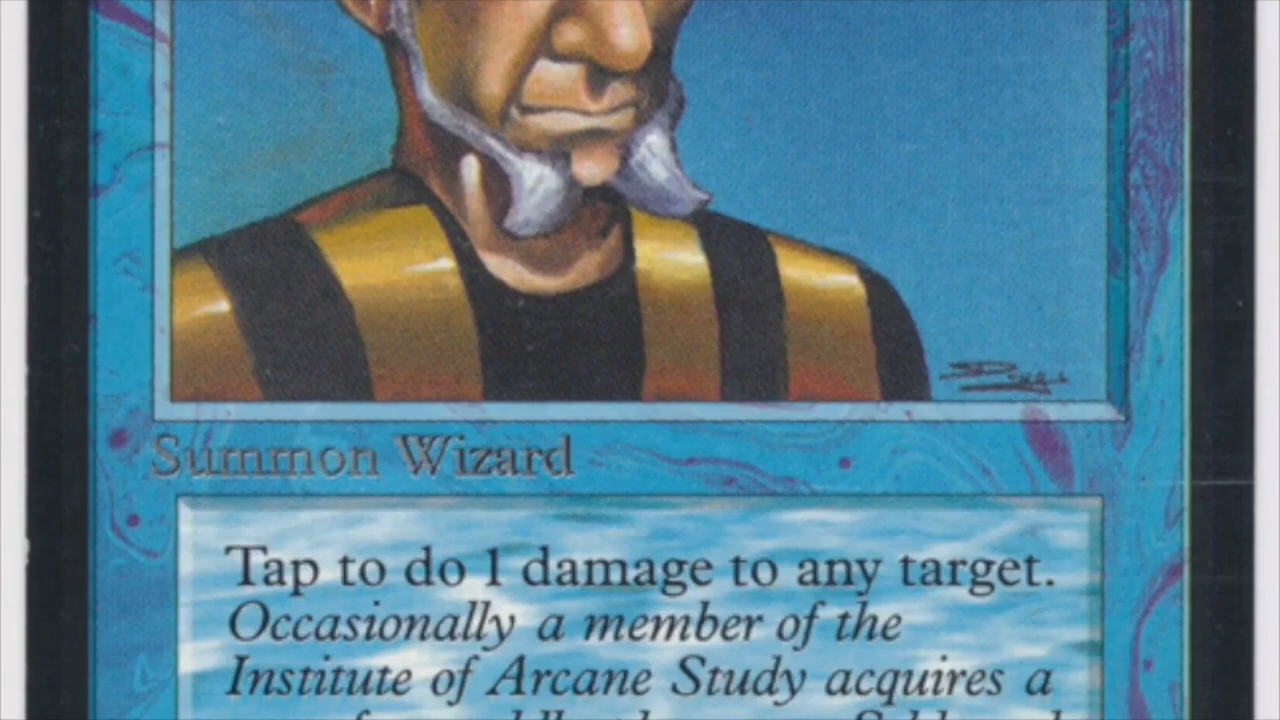 Summon Wizard
Tap to do 1 damage to any target.
Occasionally a member of the
Institute of Arcane Study acquires a